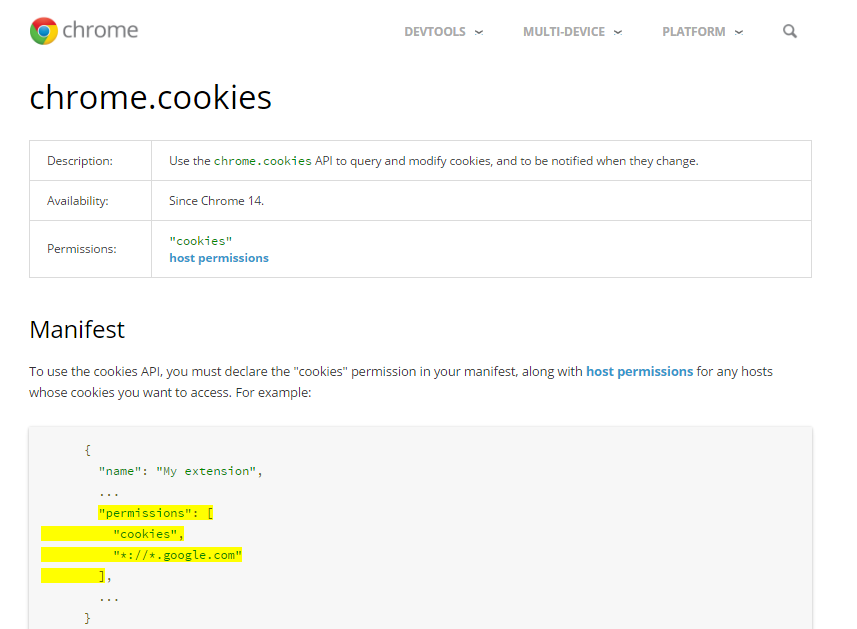 chrome
DEVTOOLS
MULTI-DEVICE
PLATFORM
chrome.cookies
Description:
Use the chrome.cookies API to query and modify cookies, and to be notified when they change.
Availability:
Since Chrome 14.
Permissions:
"cookies"
host permissions
Manifest
To use the cookies API, you must declare the "cookies" permission in your manifest, along with host permissions for any hosts
whose cookies you want to access. For example:
{
"name": "My extension",
...
"permissions": [
"cookies",
"*://*.google.com"
],
...
}